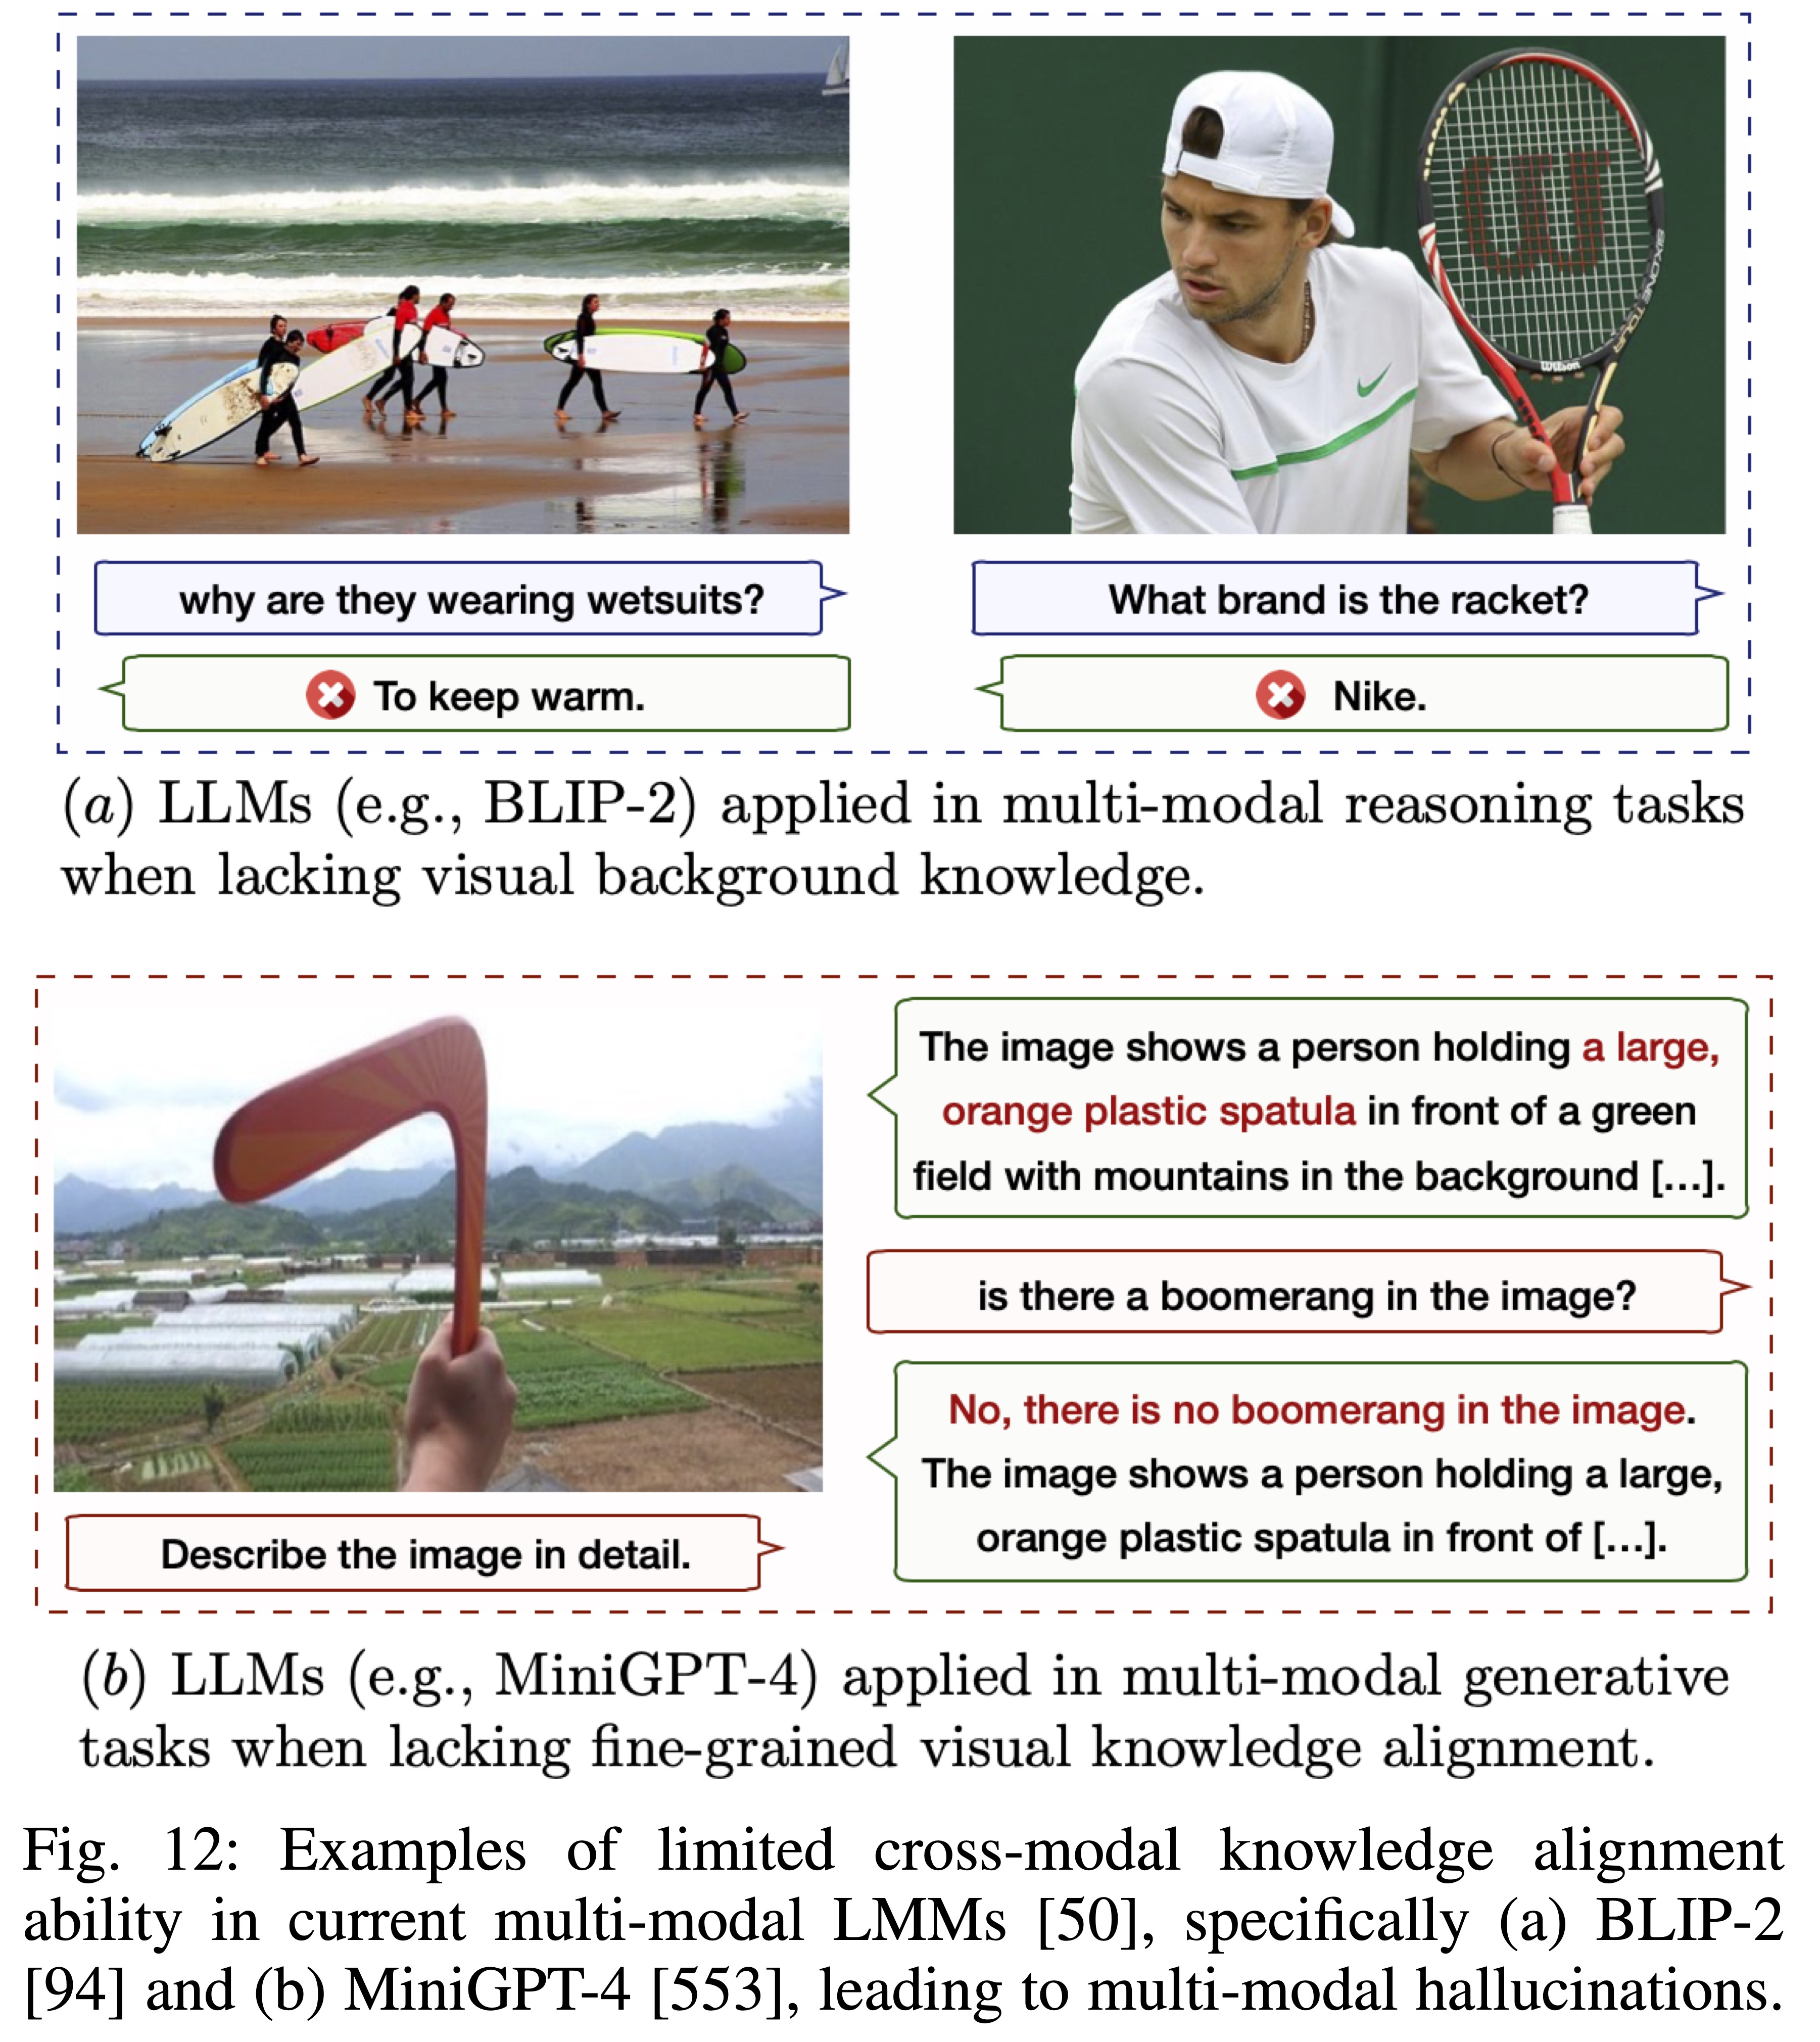 Wilson
why are they wearing wetsuits?
What brand is the racket?
To keep warm.
Nike.
(a) LLMs (e.g., BLIP-2) applied in multi-modal reasoning tasks
when lacking visual background knowledge.
The image shows a person holding a large,
orange plastic spatula in front of a green
field with mountains in the background [...].
is there a boomerang in the image?
No, there is no boomerang in the image.
The image shows a person holding a large,
orange plastic spatula in front of [...].
Describe the image in detail.
(b) LLMs (e.g., MiniGPT-4) applied in multi-modal generative
tasks when lacking fine-grained visual knowledge alignment.
Fig. 12: Examples of limited cross-modal knowledge alignment
ability in current multi-modal LMMs [50], specifically (a) BLIP-2
[94] and (b) MiniGPT-4 [553], leading to multi-modal hallucinations.